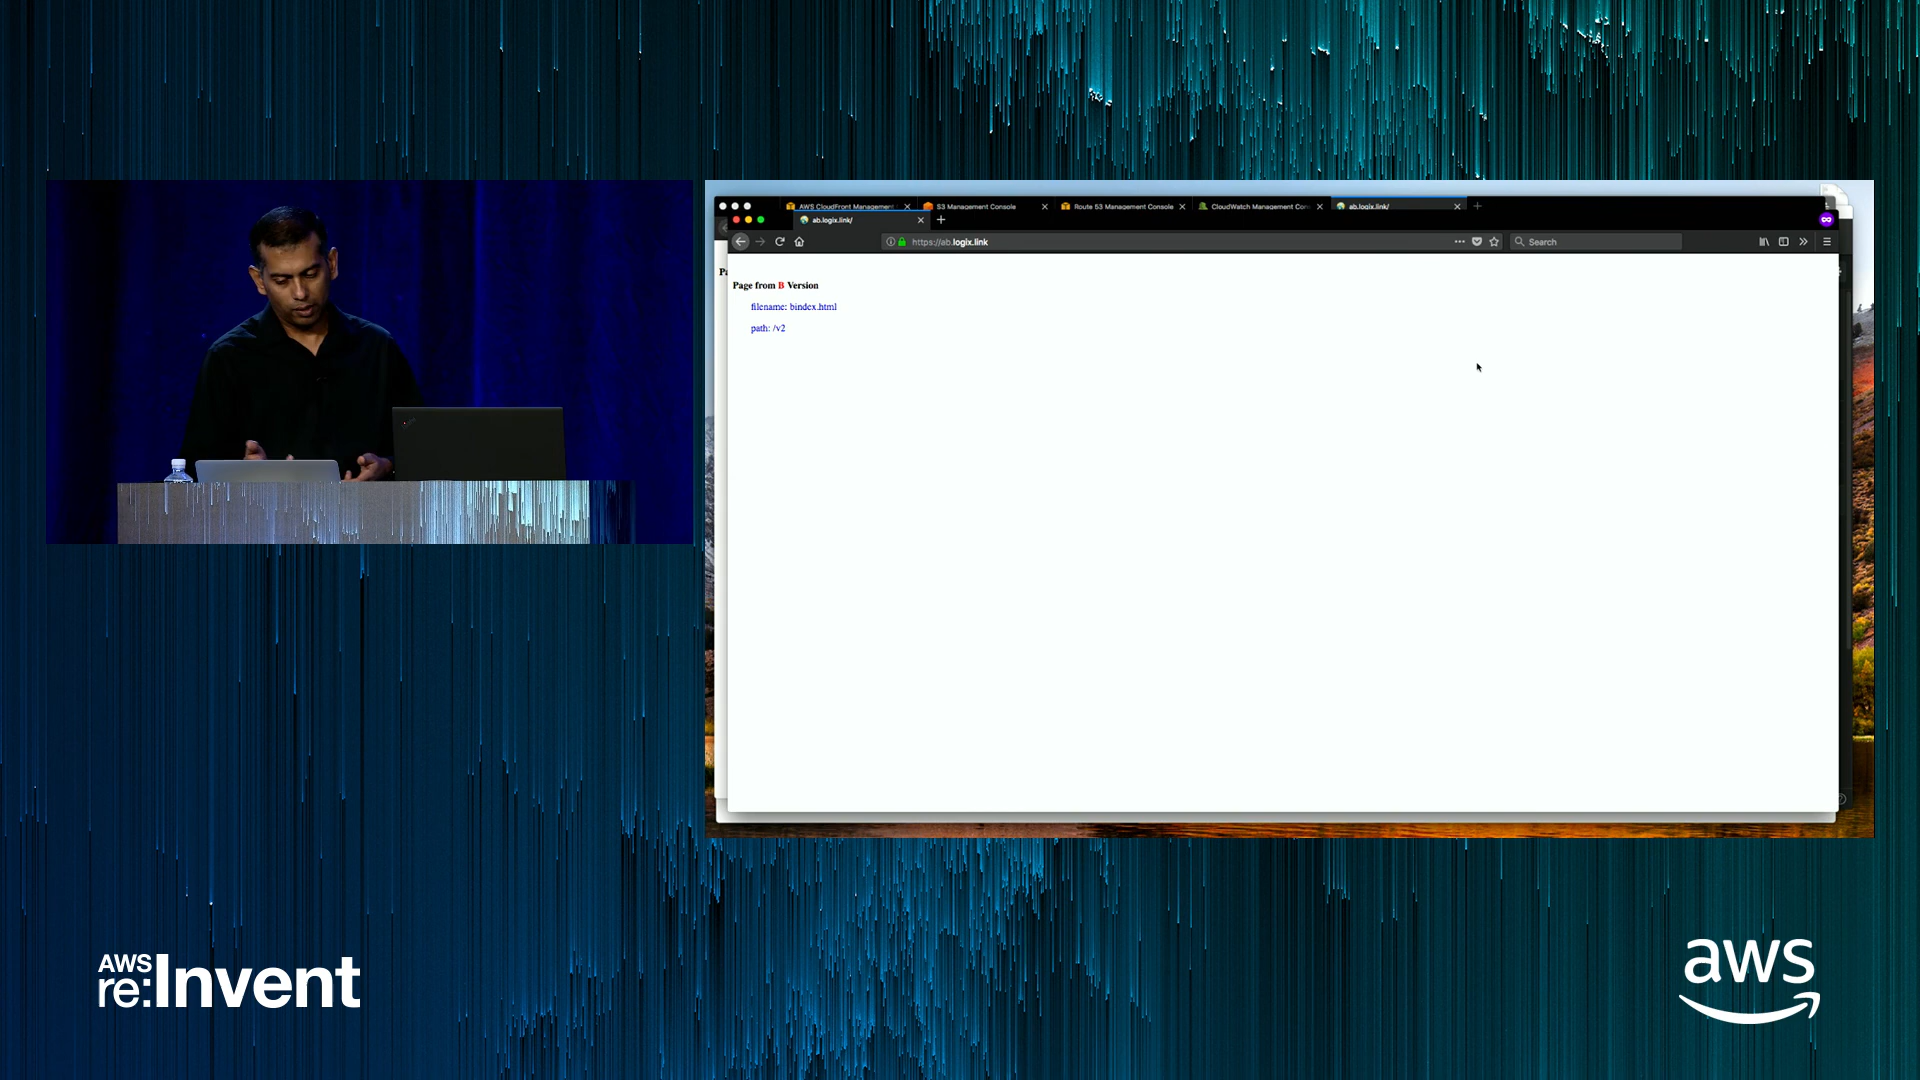 AWS CloudFront Management
S3 Management Console
Route 53 Management Console
CloudWatch Management Con
ab.logix.link/
ab.logix.link/
https://ab.logix.link
Search
Pa
Page from B Version
filename: bindex.html
path: /v2
AWS
re:Invent
aws